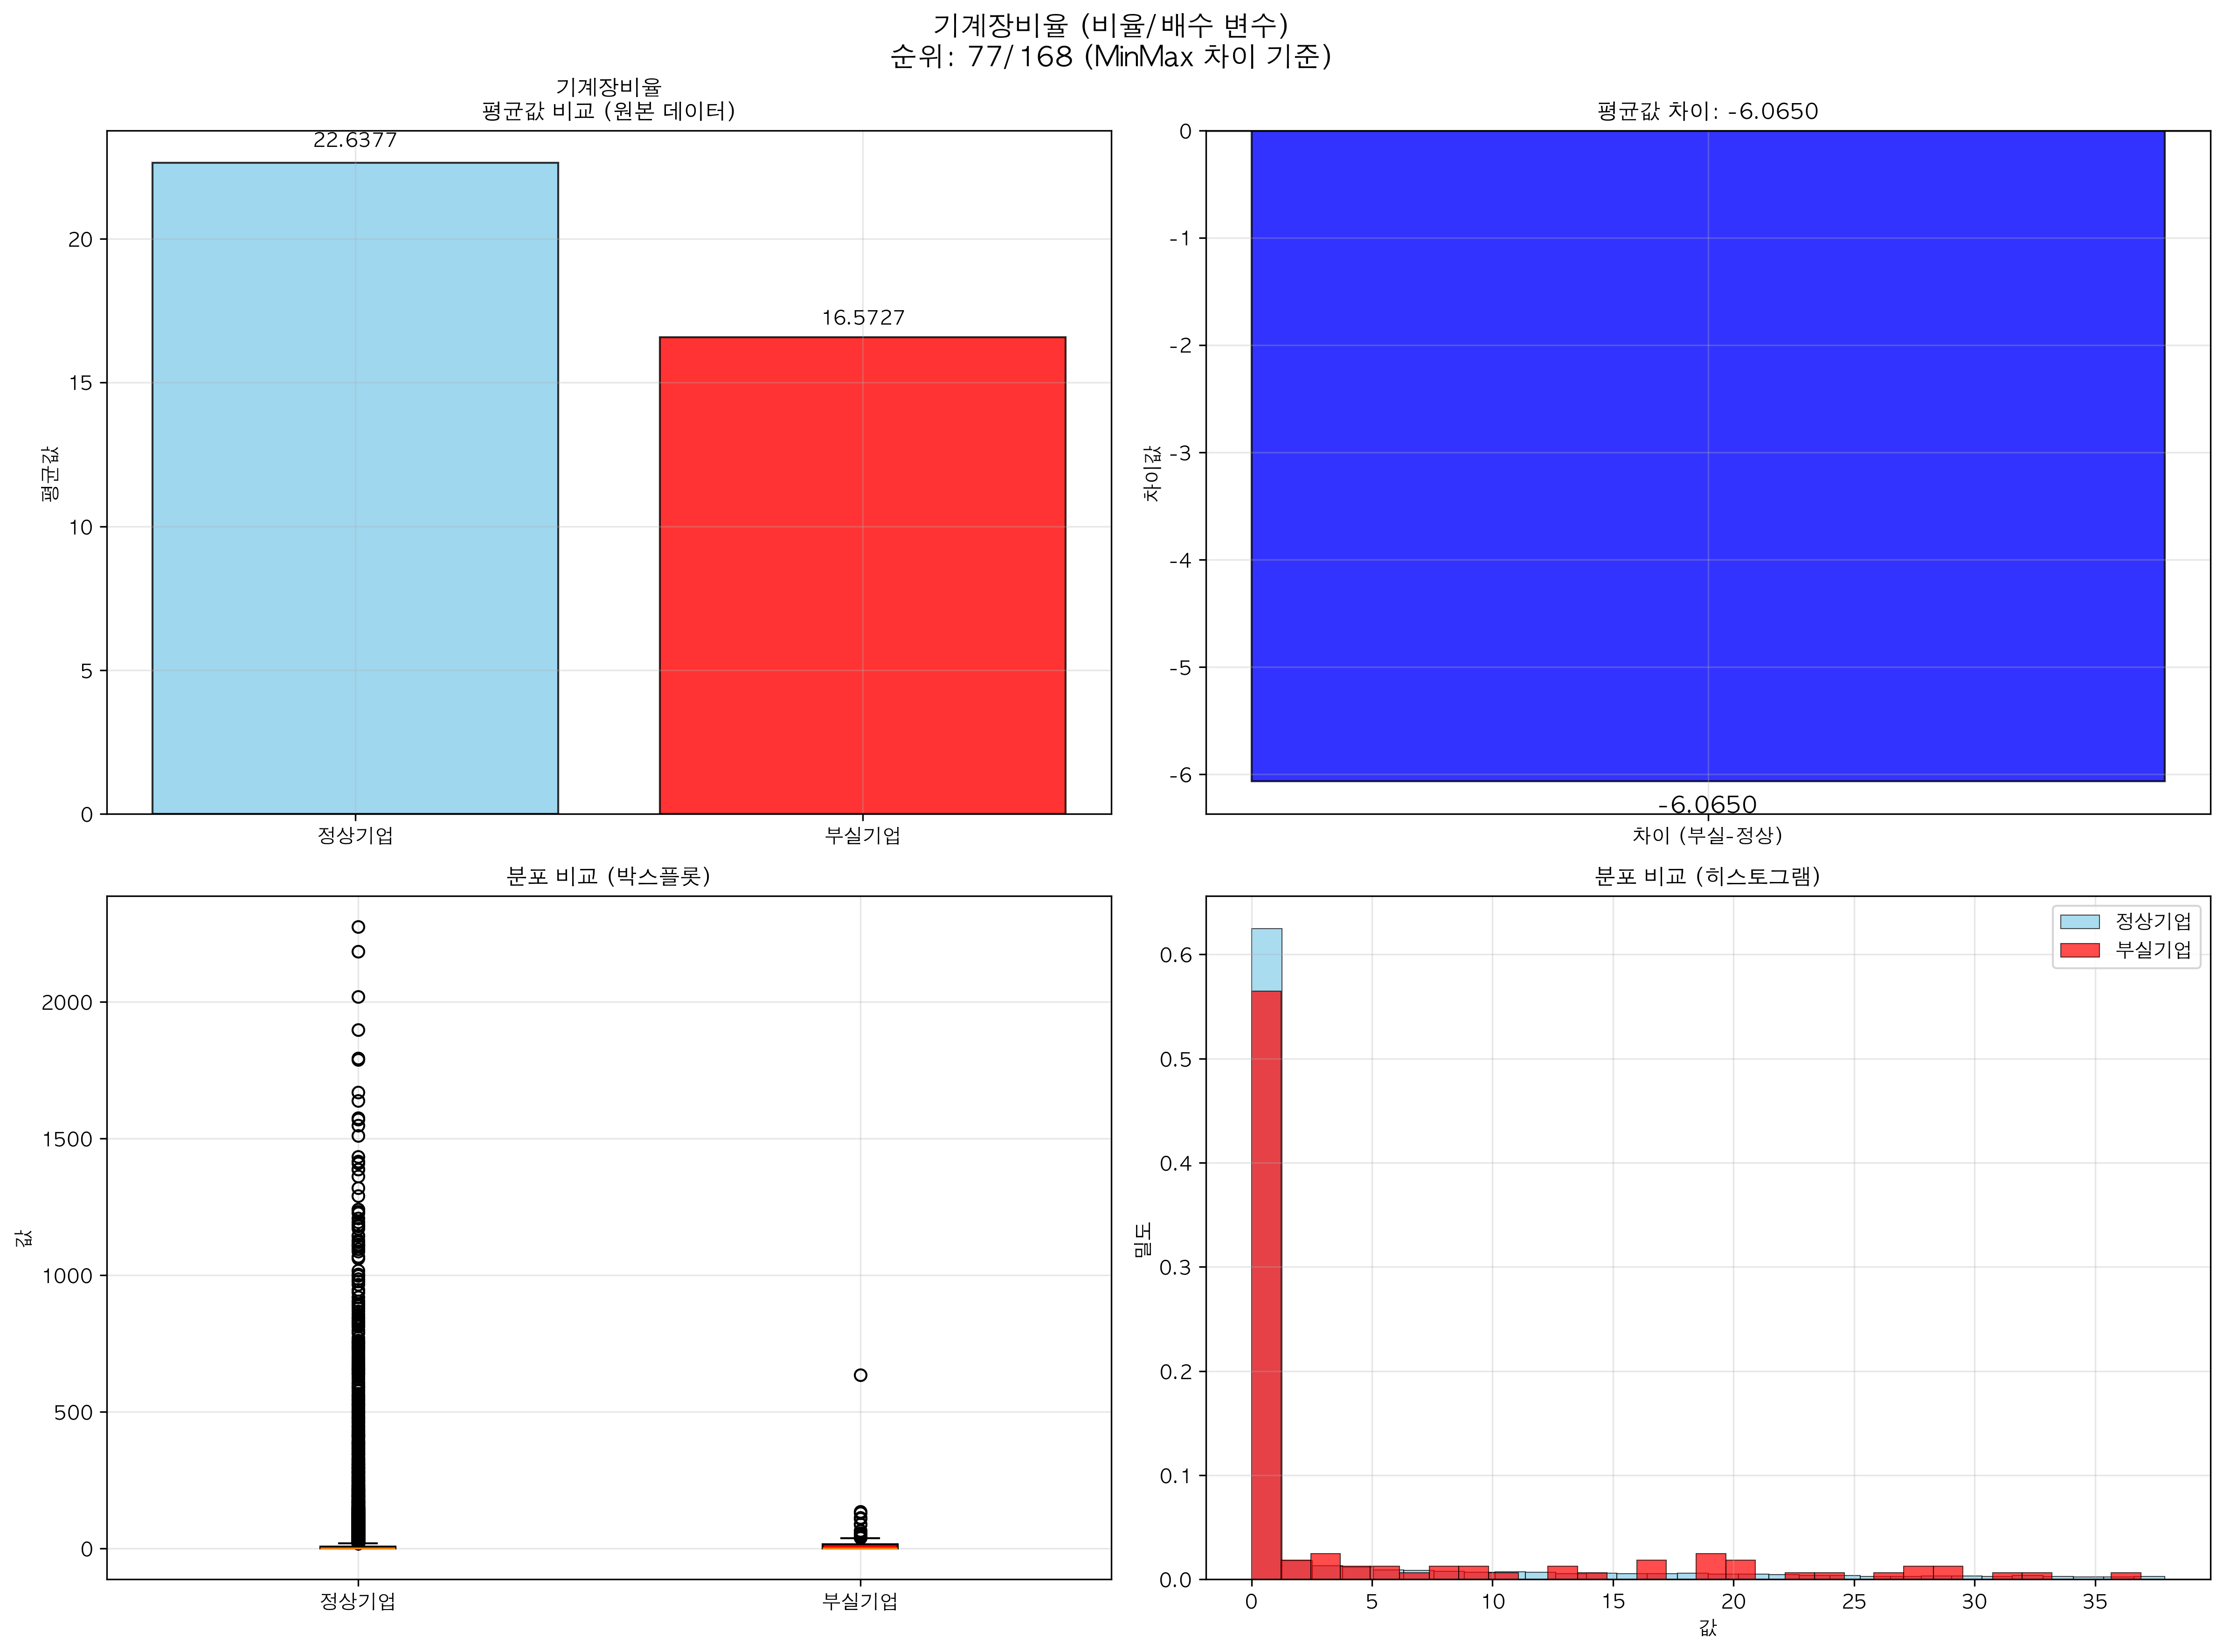 기계장비율 (비율/배수 변수)
순위: 77/168 (MinMax 차이 기준)
기계장비율
평균값 비교 (원본 데이터)
22.6377
16.5727
20
15
10
5
0
평균값
정상기업
부실기업
평균값 차이: -6.0650
0
-1
-2
-3
-4
-5
-6
차이값
-6.0650
차이 (부실-정상)
분포 비교 (박스플롯)
2000
1500
1000
500
0
값
정상기업
부실기업
분포 비교 (히스토그램)
정상기업
부실기업
0.6
0.5
0.4
0.3
0.2
0.1
0.0
밀도
0 5 10 15 20 25 30 35
값